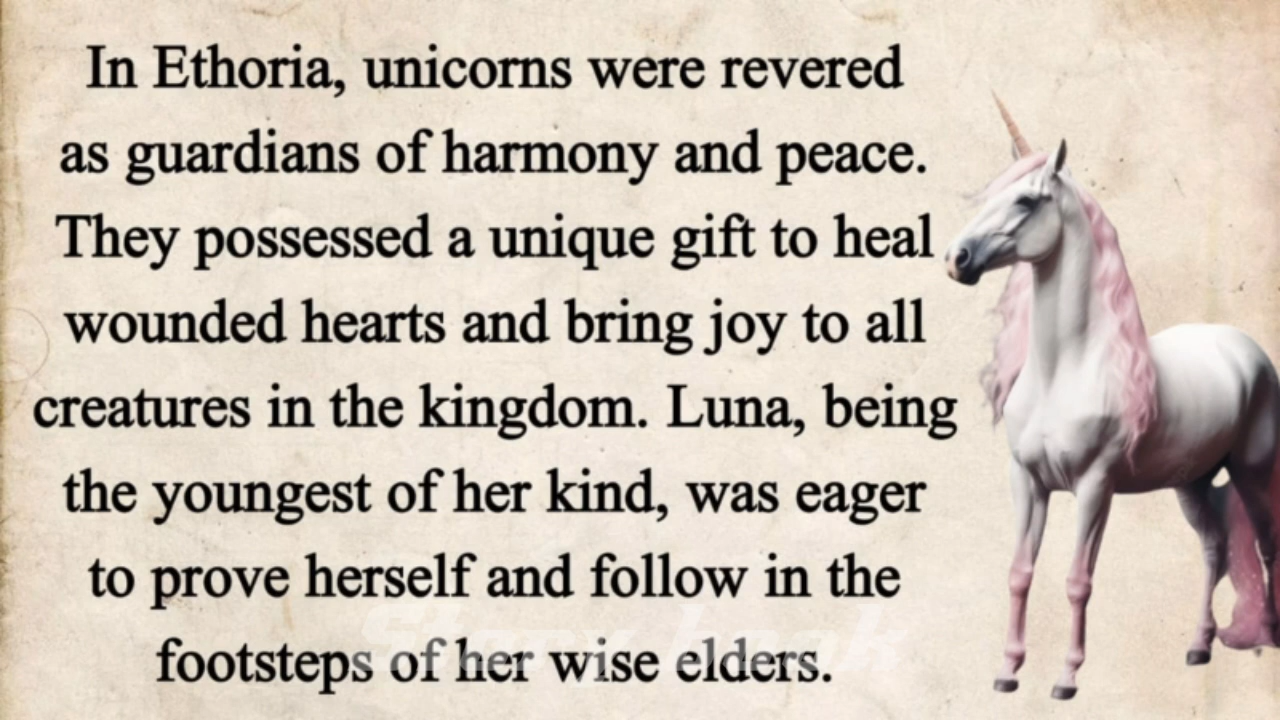 In Ethoria, unicorns were revered
as guardians of harmony and peace.
They possessed a unique gift to heal
wounded hearts and bring joy to all
creatures in the kingdom. Luna, being
the youngest of her kind, was eager
to prove herself and follow in the
footsteps of her wise elders.
Story book